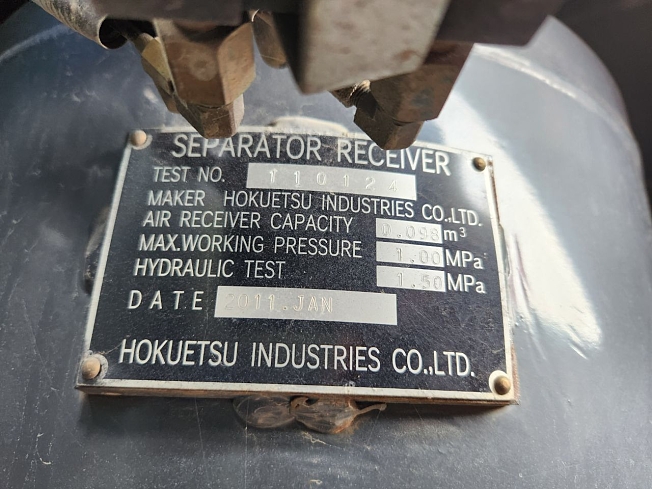 SEPARATOR RECEIVER
TEST NO. 110124
MAKER HOKUETSU INDUSTRIES CO.,LTD.
AIR RECEIVER CAPACITY 0.098 m³
MAX.WORKING PRESSURE 1.00 MPa
HYDRAULIC TEST 1.50 MPa
DATE 2011.JAN
HOKUETSU INDUSTRIES CO.,LTD.